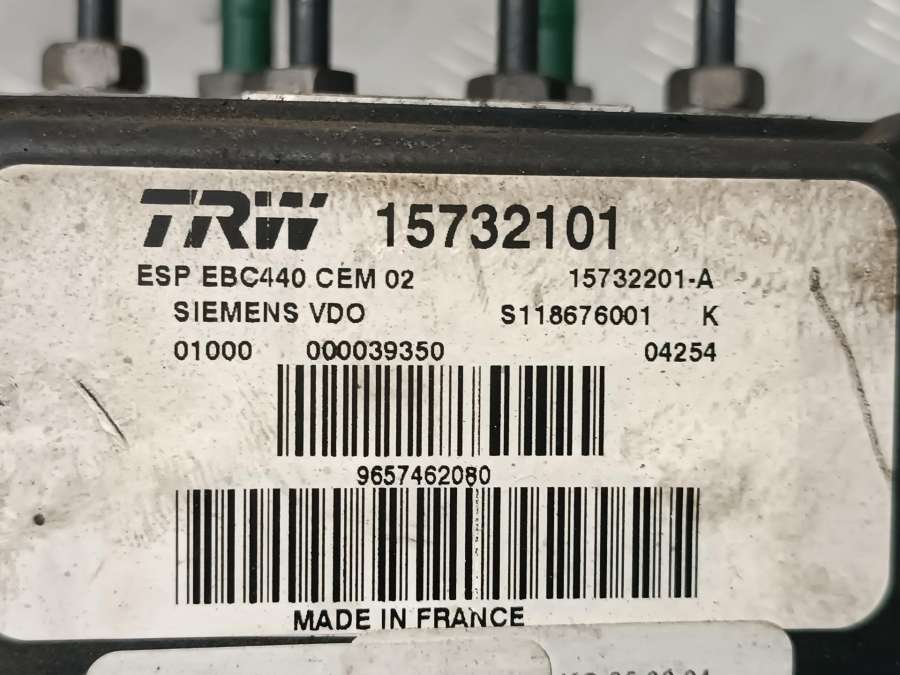 TRW 15732101
ESP EBC440 CEM 02 15732201-A
SIEMENS VDO S118676001 K
01000 000039350 04254
9657462080
MADE IN FRANCE